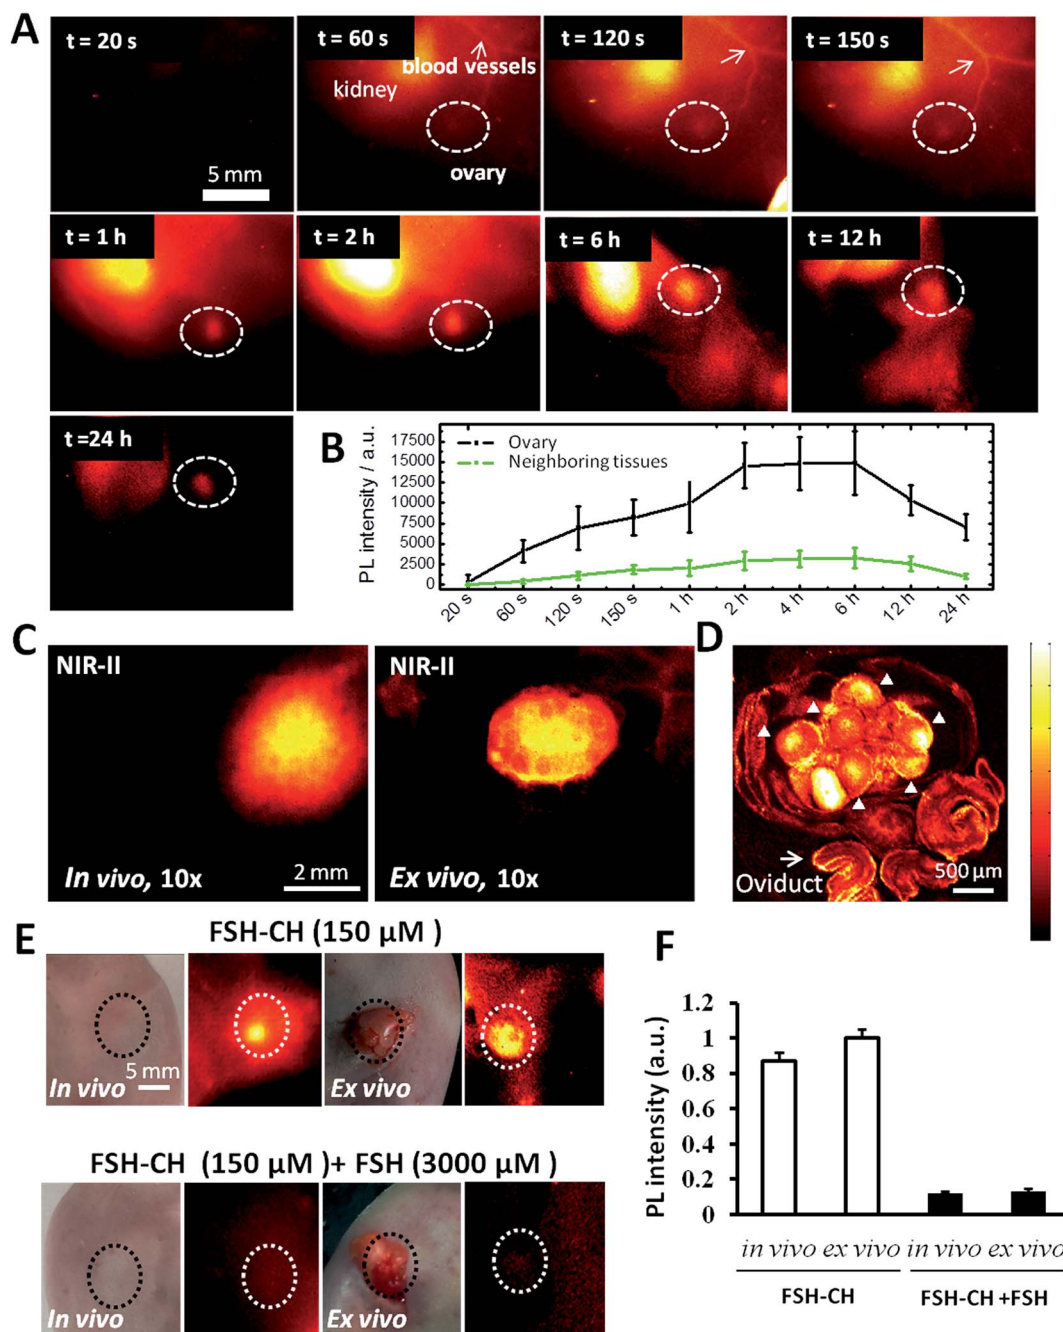 A
t = 20 s
5 mm
t = 60 s
blood vessels
kidney
ovary
t = 120 s
t = 150 s
t = 1 h
t = 2 h
t = 6 h
t = 12 h
t =24 h
B
PL intensity / a.u.
17500
15000
12500
10000
7500
5000
2500
0
Ovary
Neighboring tissues
20 s
60 s
120 s
150 s
1 h
2 h
4 h
6 h
12 h
24 h
C
NIR-II
In vivo, 10x
2 mm
NIR-II
Ex vivo, 10x
D
Oviduct
500 µm
E
FSH-CH (150 µM )
In vivo
5 mm
Ex vivo
FSH-CH (150 µM )+ FSH (3000 µM )
In vivo
Ex vivo
F
PL intensity (a.u.)
1.2
1
0.8
0.6
0.4
0.2
0
in vivo ex vivo in vivo ex vivo
FSH-CH
FSH-CH +FSH